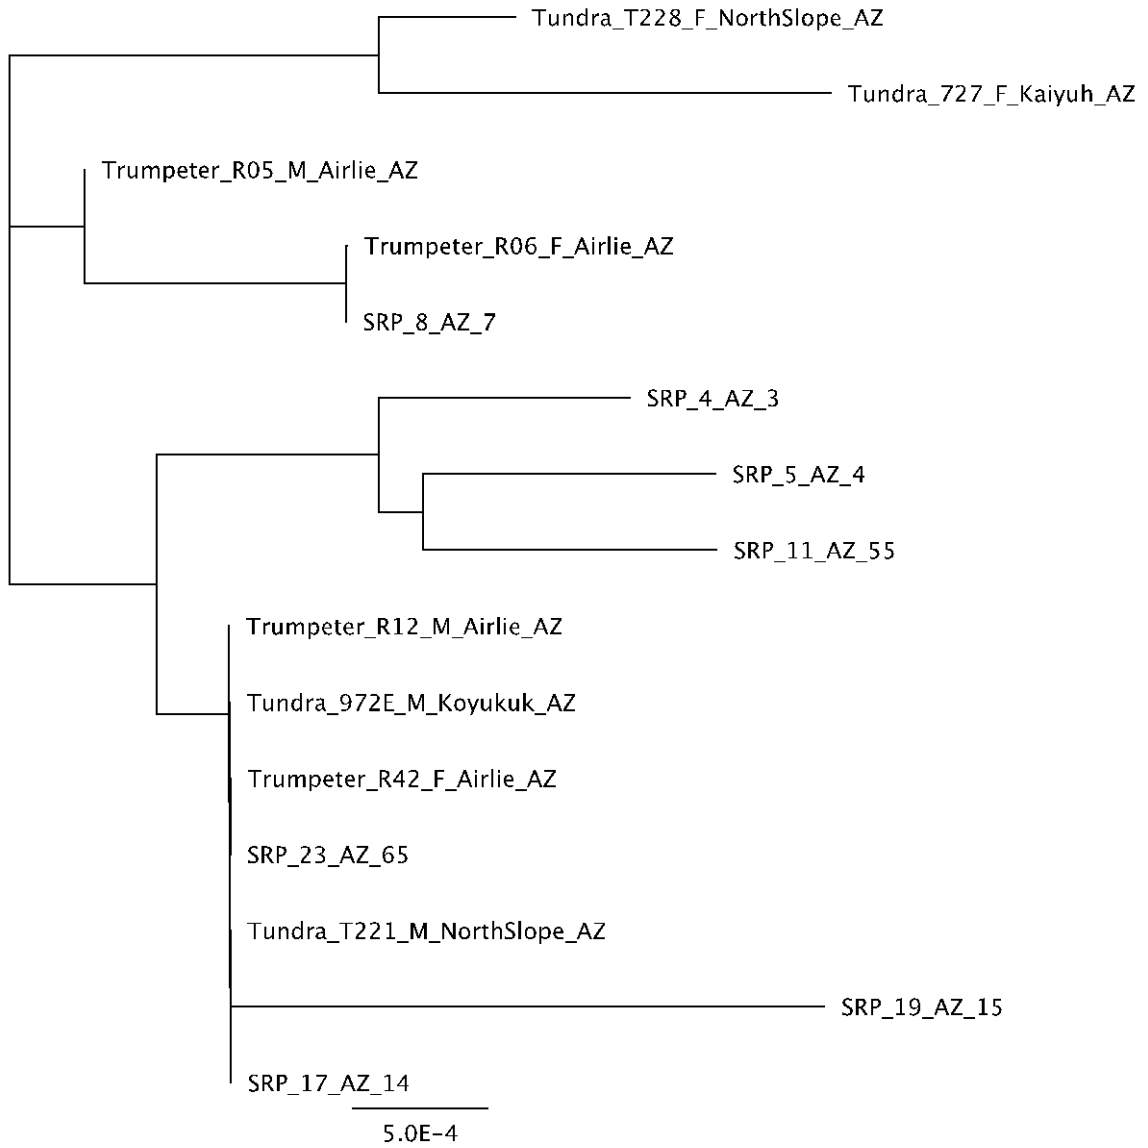 Tundra_T228_F_NorthSlope_AZ
Tundra_727_F_Kaiyuh_AZ
Trumpeter_R05_M_Airlie_AZ
Trumpeter_R06_F_Airlie_AZ
SRP_8_AZ_7
SRP_4_AZ_3
SRP_5_AZ_4
SRP_11_AZ_55
Trumpeter_R12_M_Airlie_AZ
Tundra_972E_M_Koyukuk_AZ
Trumpeter_R42_F_Airlie_AZ
SRP_23_AZ_65
Tundra_T221_M_NorthSlope_AZ
SRP_19_AZ_15
SRP_17_AZ_14
5.0E-4